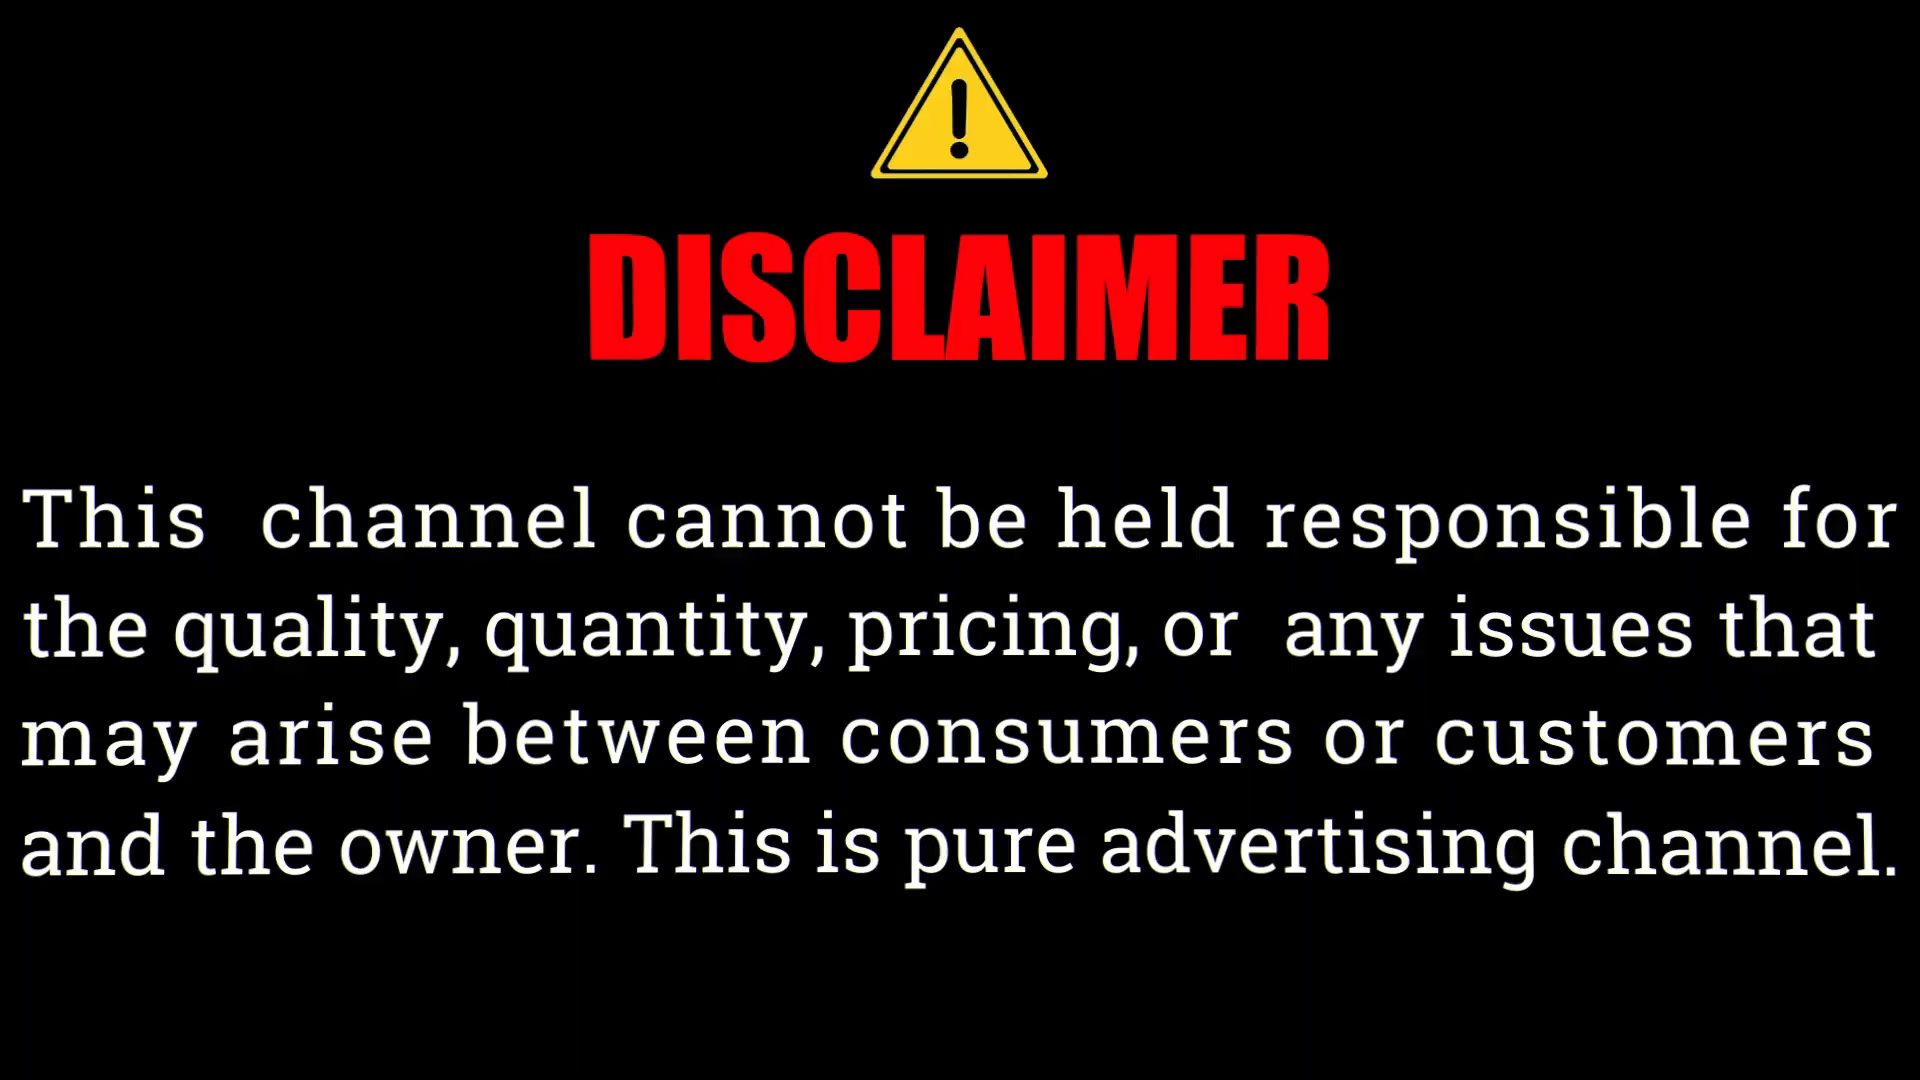 DISCLAIMER
This channel cannot be held responsible for
the quality, quantity, pricing, or any issues that
may arise between consumers or customers
and the owner. This is pure advertising channel.